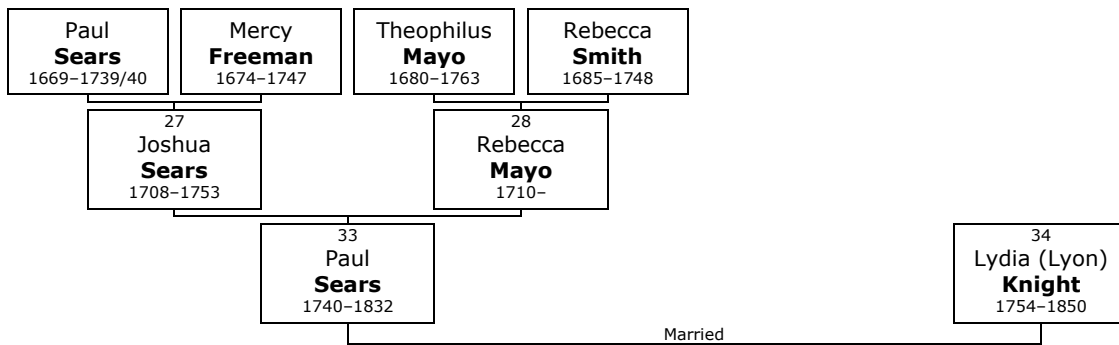 Paul
Sears
1669–1739/40
Mercy
Freeman
1674–1747
Theophilus
Mayo
1680–1763
Rebecca
Smith
1685–1748
27
Joshua
Sears
1708–1753
28
Rebecca
Mayo
1710–
33
Paul
Sears
1740–1832
34
Lydia (Lyon)
Knight
1754–1850
Married